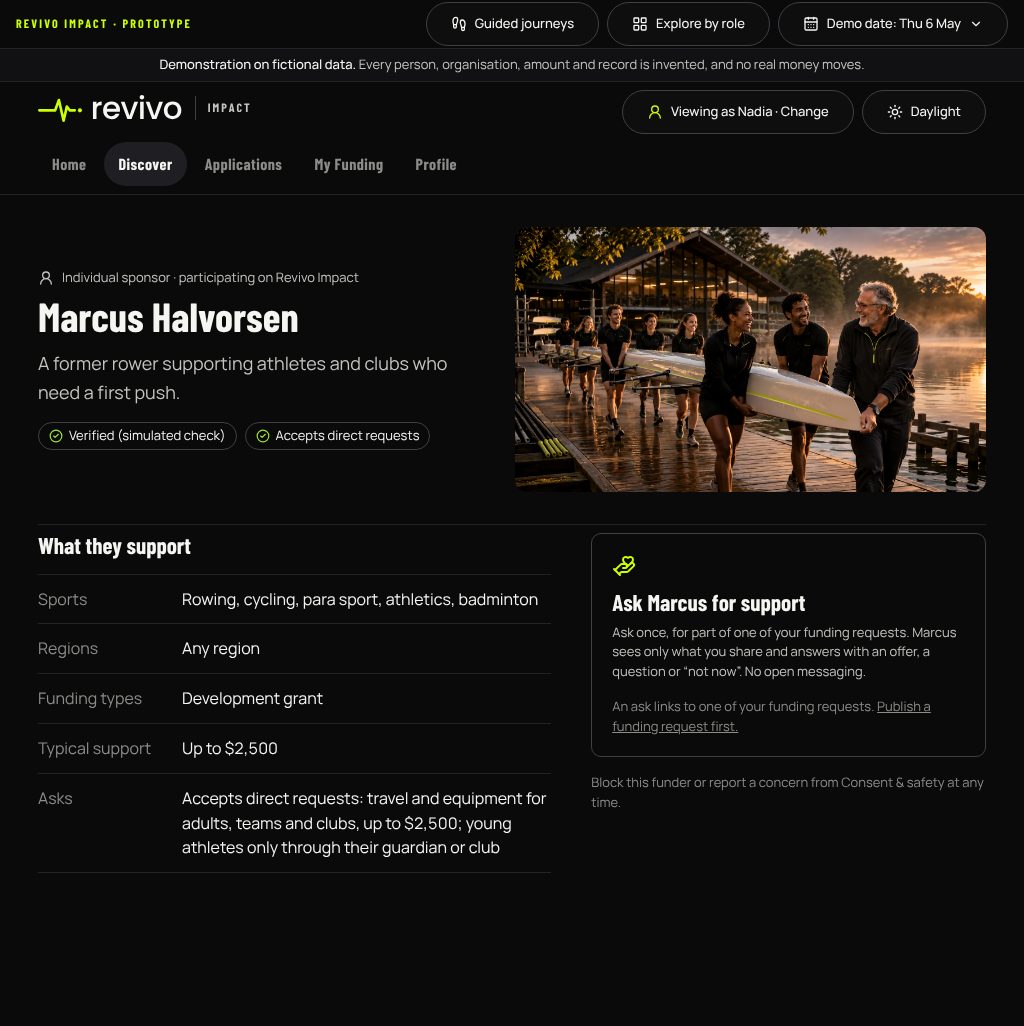 REVIVO IMPACT · PROTOTYPE
Guided journeys
Explore by role
Demo date: Thu 6 May
Demonstration on fictional data. Every person, organisation, amount and record is invented, and no real money moves.
revivo
IMPACT
Viewing as Nadia · Change
Daylight
Home
Discover
Applications
My Funding
Profile
Individual sponsor · participating on Revivo Impact
Marcus Halvorsen
A former rower supporting athletes and clubs who
need a first push.
Verified (simulated check)
Accepts direct requests
What they support
Sports
Rowing, cycling, para sport, athletics, badminton
Regions
Any region
Funding types
Development grant
Typical support
Up to $2,500
Asks
Accepts direct requests: travel and equipment for
adults, teams and clubs, up to $2,500; young
athletes only through their guardian or club
Ask Marcus for support
Ask once, for part of one of your funding requests. Marcus
sees only what you share and answers with an offer, a
question or “not now”. No open messaging.
An ask links to one of your funding requests. Publish a
funding request first.
Block this funder or report a concern from Consent & safety at any
time.